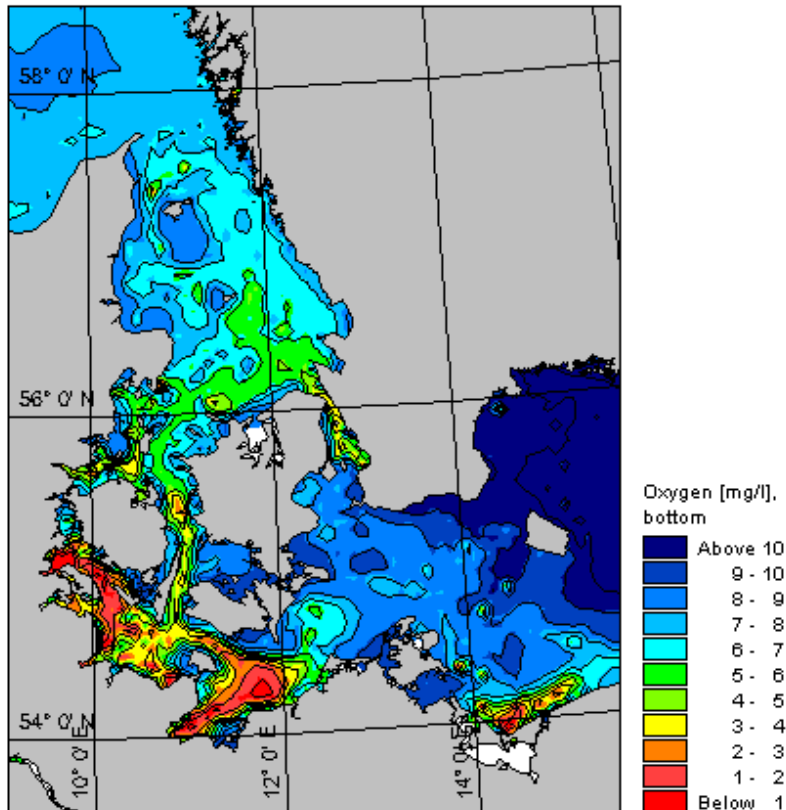 58° 0' N
56° 0' N
54° 0' N
10° 0' E
12° 0' E
14° 0' E
Oxygen [mg/l],
bottom
Above 10
9 - 10
8 - 9
7 - 8
6 - 7
5 - 6
4 - 5
3 - 4
2 - 3
1 - 2
Below 1